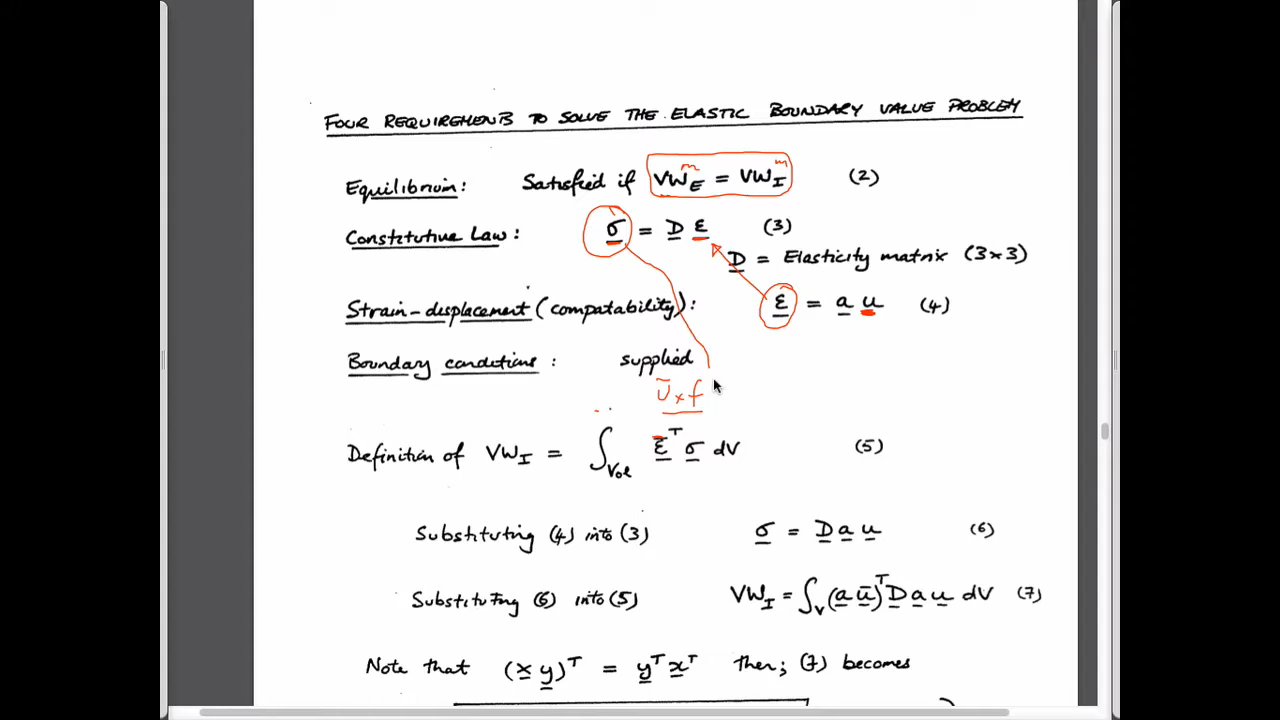 FOUR REQUIREMENTS TO SOLVE THE ELASTIC BOUNDARY VALUE PROBLEM
Equilibrium: Satisfied if VW_E^m = VW_I^m (2)
Constitutive Law: σ = D ε (3)
D = Elasticity matrix (3×3)
Strain-displacement (compatability): ε = a u (4)
Boundary conditions: supplied
ū × f
Definition of VW_I = ∫_Vol ε̄^T σ dV (5)
Substituting (4) into (3) σ = D a u (6)
Substituting (6) into (5) VW_I = ∫_V (a ū)^T D a u dV (7)
Note that (x y)^T = y^T x^T then; (7) becomes